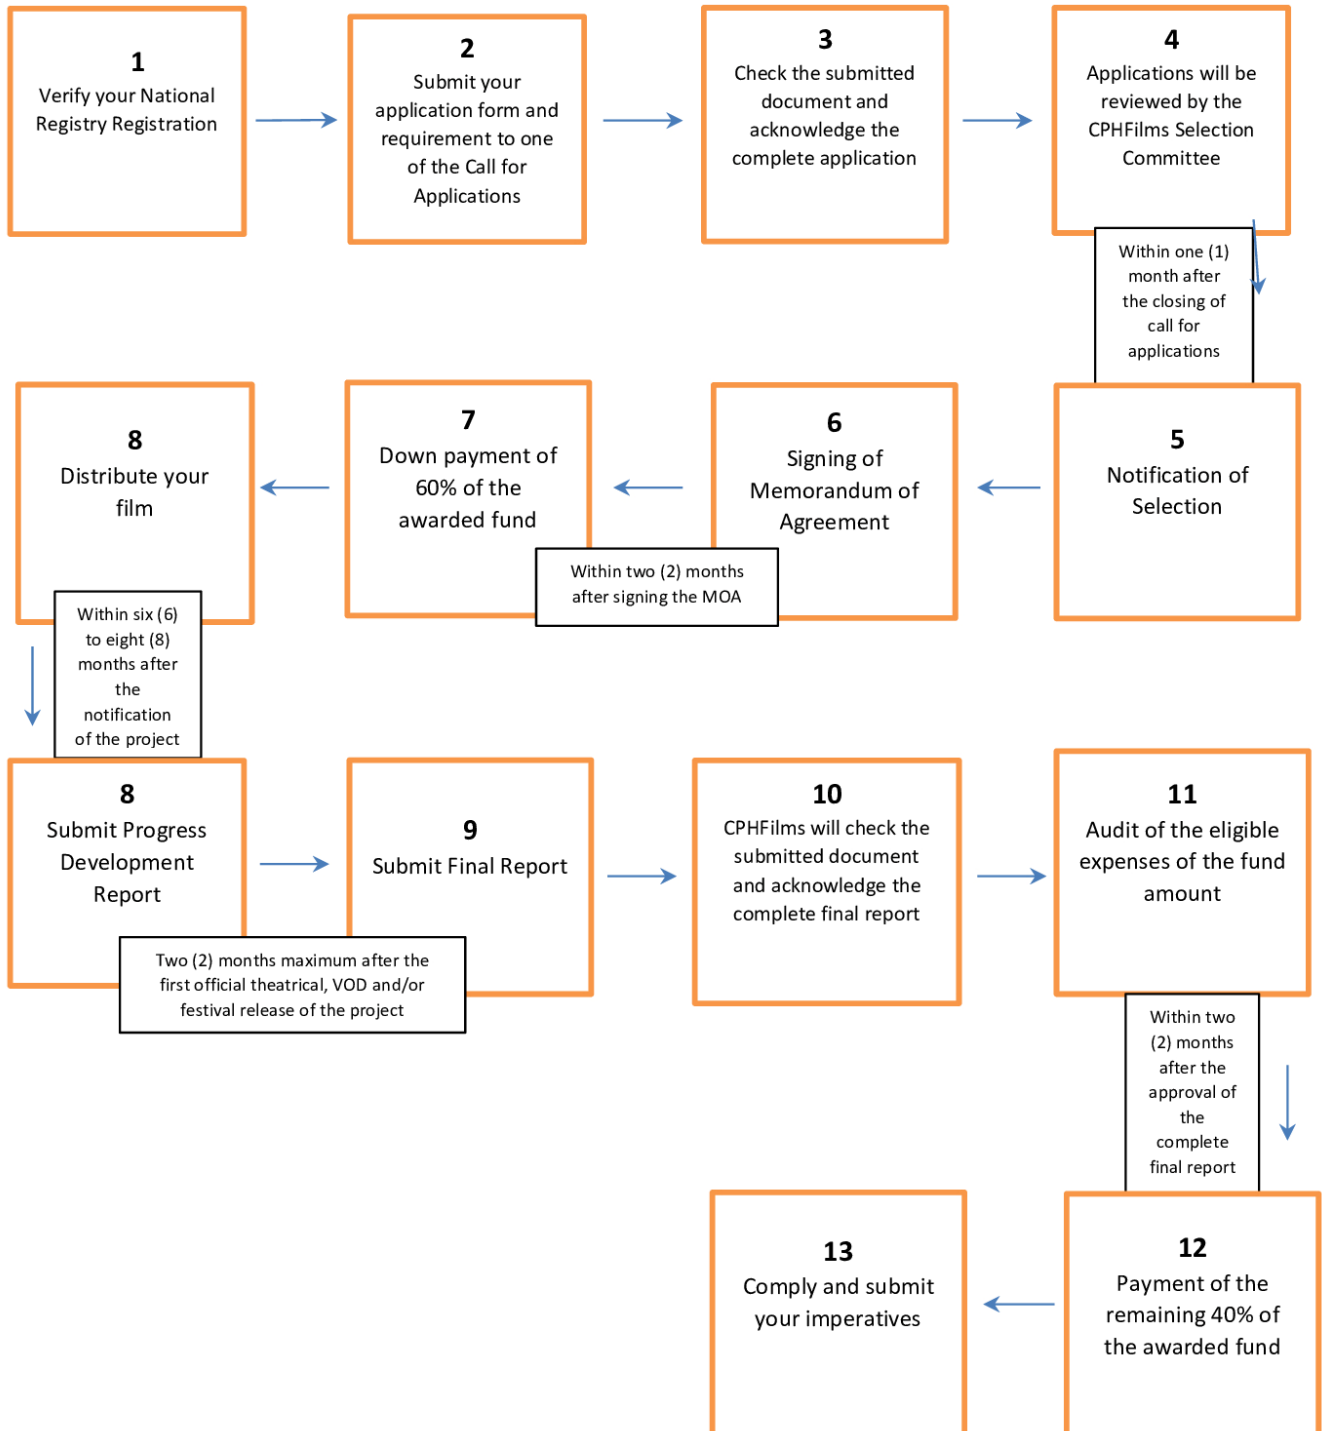 1
Verify your National
Registry Registration
2
Submit your
application form and
requirement to one
of the Call for
Applications
3
Check the submitted
document and
acknowledge the
complete application
4
Applications will be
reviewed by the
CPHFilms Selection
Committee
Within one (1)
month after
the closing of
call for
applications
5
Notification of
Selection
6
Signing of
Memorandum of
Agreement
Within two (2) months
after signing the MOA
7
Down payment of
60% of the
awarded fund
8
Distribute your
film
Within six (6)
to eight (8)
months after
the
notification
of the project
8
Submit Progress
Development
Report
Two (2) months maximum after the
first official theatrical, VOD and/or
festival release of the project
9
Submit Final Report
10
CPHFilms will check the
submitted document
and acknowledge the
complete final report
11
Audit of the eligible
expenses of the fund
amount
Within two
(2) months
after the
approval of
the
complete
final report
12
Payment of the
remaining 40% of
the awarded fund
13
Comply and submit
your imperatives